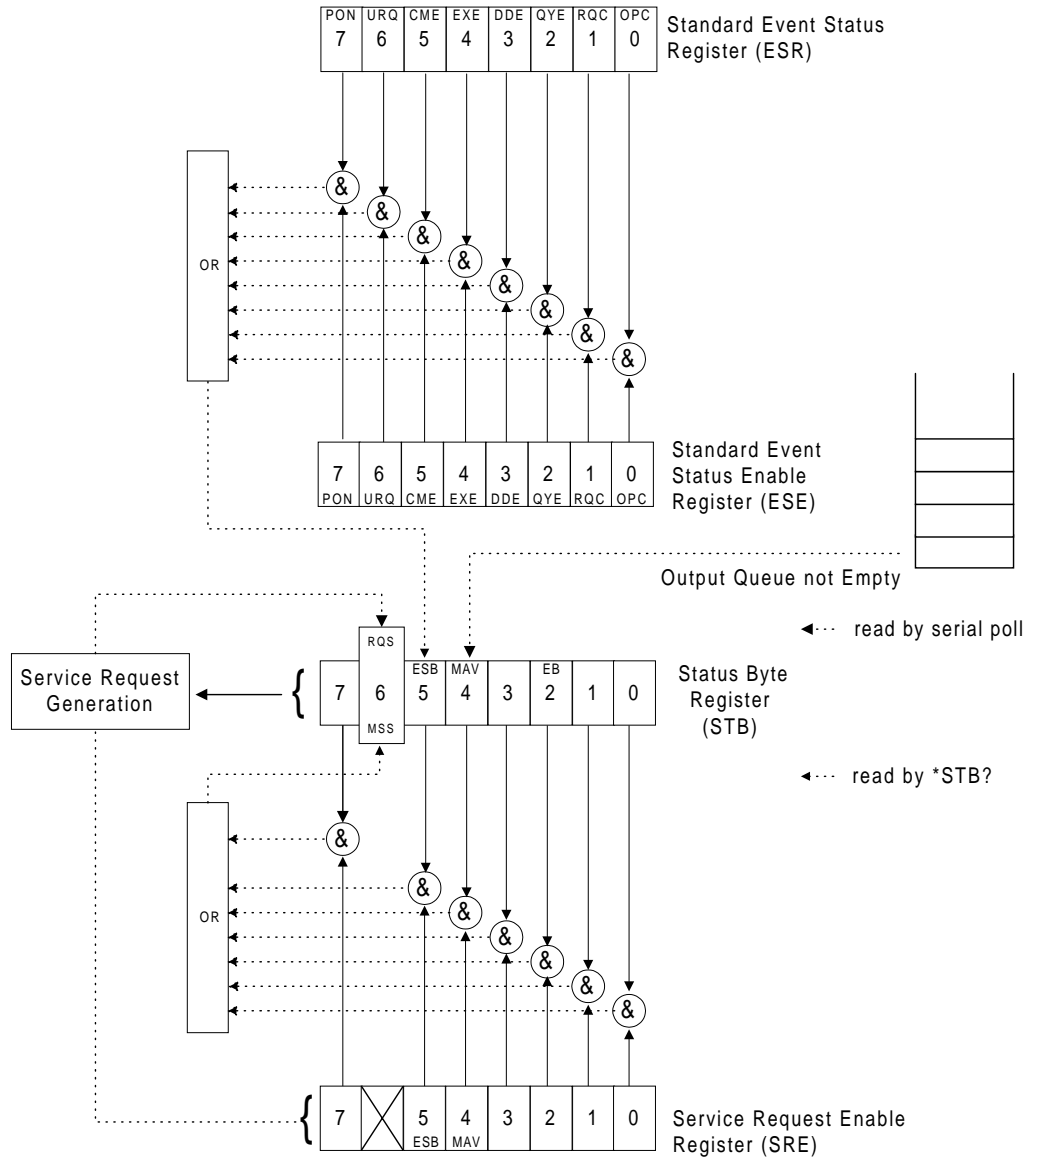 PON URQ CME EXE DDE QYE RQC OPC
7 6 5 4 3 2 1 0
Standard Event Status
Register (ESR)
&
&
&
&
&
&
&
&
OR
7 6 5 4 3 2 1 0
PON URQ CME EXE DDE QYE RQC OPC
Standard Event
Status Enable
Register (ESE)
Output Queue not Empty
read by serial poll
Service Request
Generation
{
RQS
ESB MAV EB
7 6 5 4 3 2 1 0
MSS
Status Byte
Register
(STB)
read by *STB?
&
&
&
&
&
&
&
OR
{
7 5 4 3 2 1 0
ESB MAV
Service Request Enable
Register (SRE)